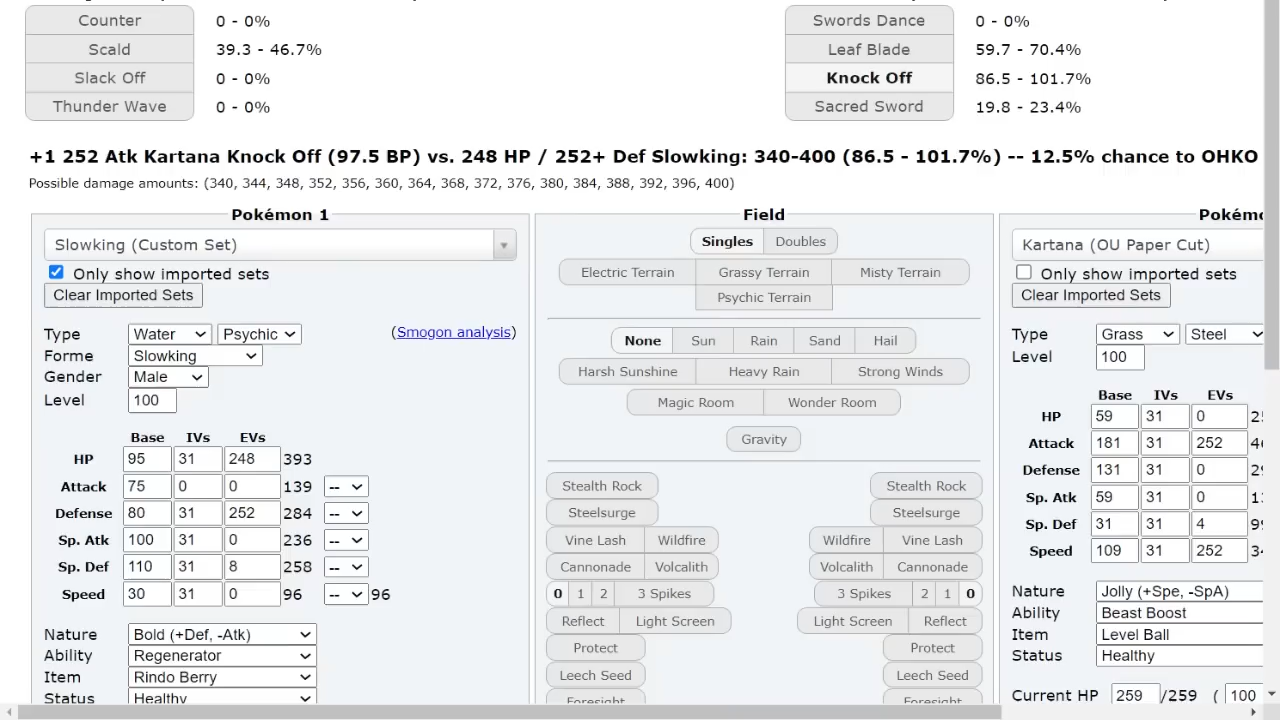 Counter 0 - 0% Swords Dance 0 - 0%
Scald 39.3 - 46.7% Leaf Blade 59.7 - 70.4%
Slack Off 0 - 0% Knock Off 86.5 - 101.7%
Thunder Wave 0 - 0% Sacred Sword 19.8 - 23.4%
+1 252 Atk Kartana Knock Off (97.5 BP) vs. 248 HP / 252+ Def Slowking: 340-400 (86.5 - 101.7%) -- 12.5% chance to OHKO
Possible damage amounts: (340, 344, 348, 352, 356, 360, 364, 368, 372, 376, 380, 384, 388, 392, 396, 400)
Pokémon 1
Slowking (Custom Set)
Only show imported sets
Clear Imported Sets
Type Water Psychic (Smogon analysis)
Forme Slowking
Gender Male
Level 100
Base IVs EVs
HP 95 31 248 393
Attack 75 0 0 139 --
Defense 80 31 252 284 --
Sp. Atk 100 31 0 236 --
Sp. Def 110 31 8 258 --
Speed 30 31 0 96 -- 96
Nature Bold (+Def, -Atk)
Ability Regenerator
Item Rindo Berry
Status Healthy
Field
Singles Doubles
Electric Terrain Grassy Terrain Misty Terrain
Psychic Terrain
None Sun Rain Sand Hail
Harsh Sunshine Heavy Rain Strong Winds
Magic Room Wonder Room
Gravity
Stealth Rock Stealth Rock
Steelsurge Steelsurge
Vine Lash Wildfire Wildfire Vine Lash
Cannonade Volcalith Volcalith Cannonade
0 1 2 3 Spikes 3 Spikes 2 1 0
Reflect Light Screen Light Screen Reflect
Protect Protect
Leech Seed Leech Seed
Foresight Foresight
Kartana (OU Paper Cut)
Only show imported sets
Clear Imported Sets
Type Grass Steel
Level 100
Base IVs EVs
HP 59 31 0
Attack 181 31 252
Defense 131 31 0
Sp. Atk 59 31 0
Sp. Def 31 31 4
Speed 109 31 252
Nature Jolly (+Spe, -SpA)
Ability Beast Boost
Item Level Ball
Status Healthy
Current HP 259 /259 ( 100